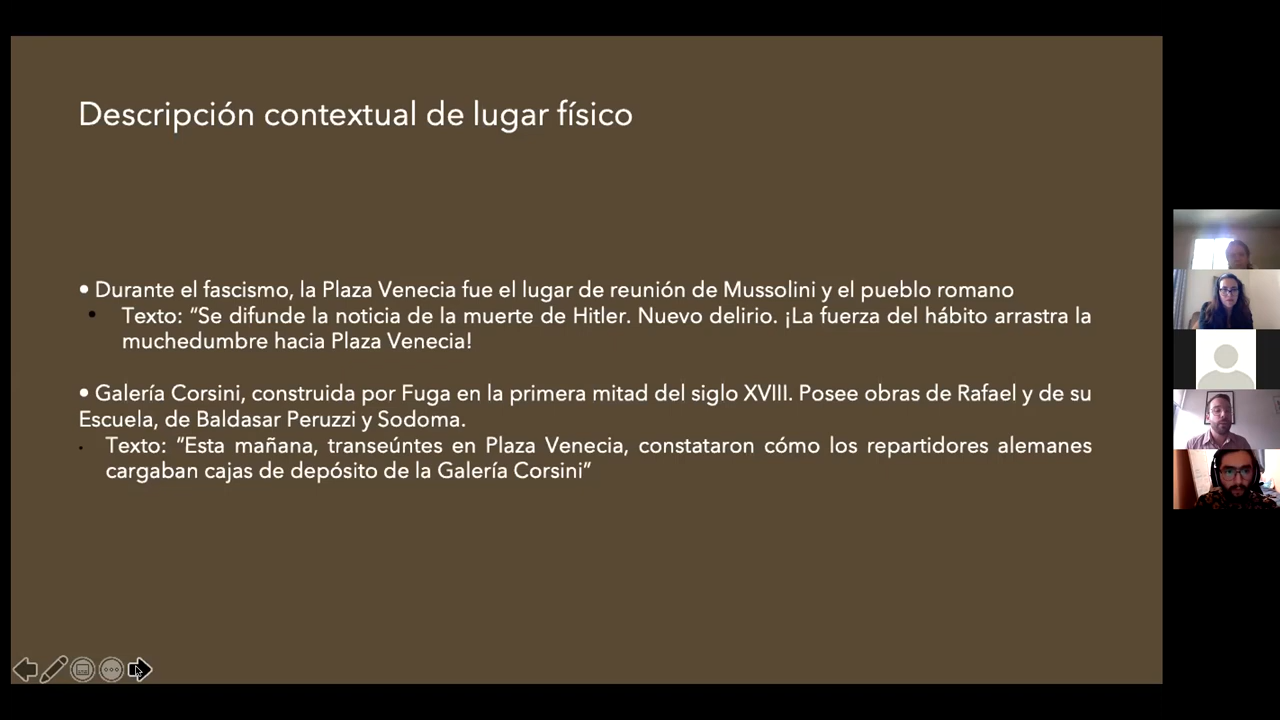 Descripción contextual de lugar físico
• Durante el fascismo, la Plaza Venecia fue el lugar de reunión de Mussolini y el pueblo romano
• Texto: “Se difunde la noticia de la muerte de Hitler. Nuevo delirio. ¡La fuerza del hábito arrastra la
muchedumbre hacia Plaza Venecia!
• Galería Corsini, construida por Fuga en la primera mitad del siglo XVIII. Posee obras de Rafael y de su
Escuela, de Baldasar Peruzzi y Sodoma.
• Texto: “Esta mañana, transeúntes en Plaza Venecia, constataron cómo los repartidores alemanes
cargaban cajas de depósito de la Galería Corsini”